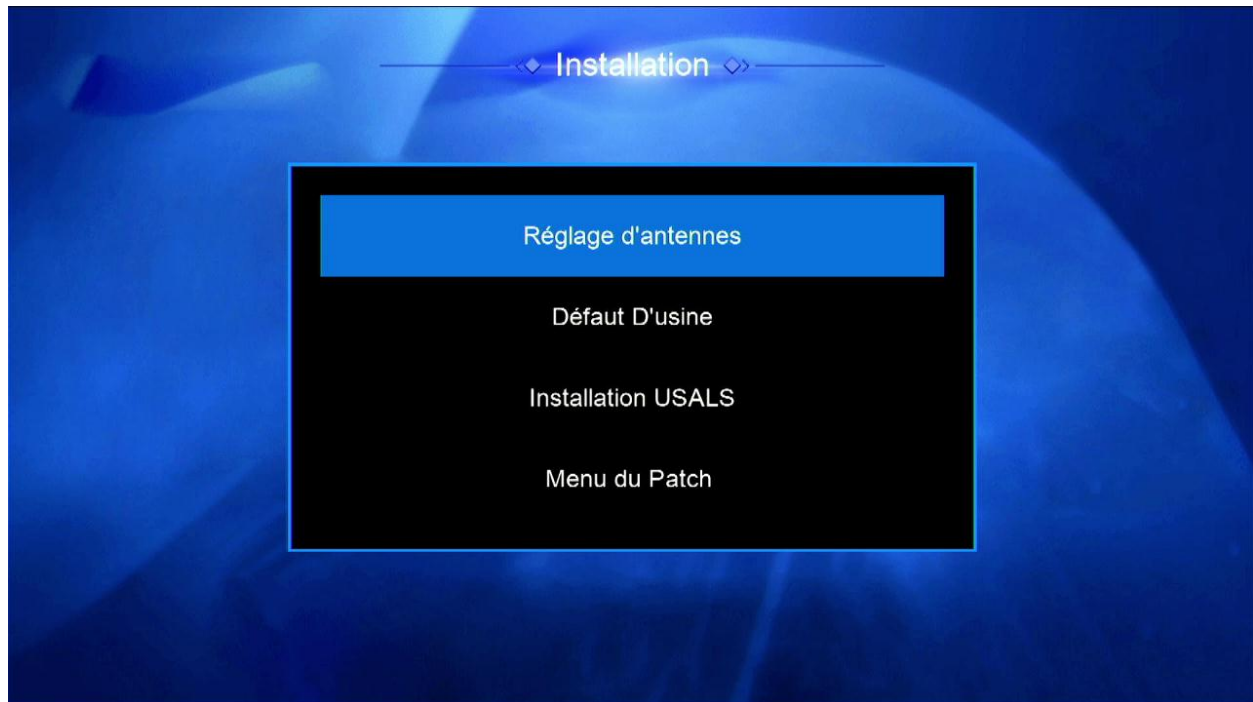 Installation
Réglage d'antennes
Défaut D'usine
Installation USALS
Menu du Patch